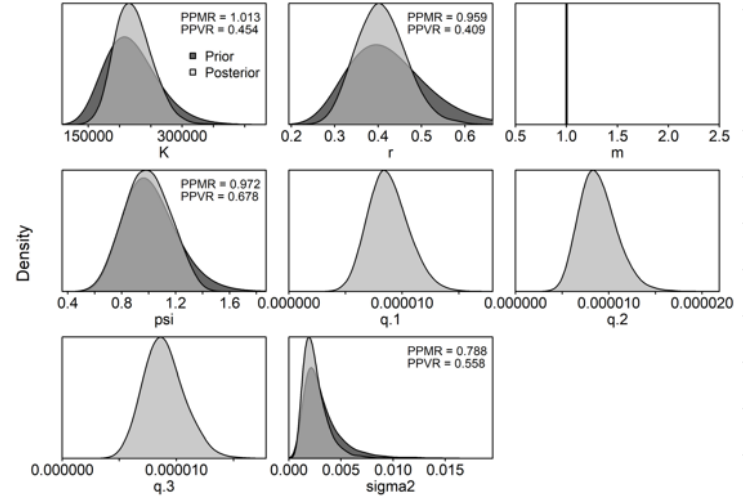 PPMR = 1.013
PPVR = 0.454
Prior
Posterior
150000 300000
K
PPMR = 0.959
PPVR = 0.409
0.2 0.3 0.4 0.5 0.6
r
0.5 1.0 1.5 2.0 2.5
m
Density
PPMR = 0.972
PPVR = 0.678
0.4 0.8 1.2 1.6
psi
0.000000 0.000010
q.1
0.000000 0.000010 0.000020
q.2
0.000000 0.000010
q.3
PPMR = 0.788
PPVR = 0.558
0.000 0.005 0.010 0.015
sigma2